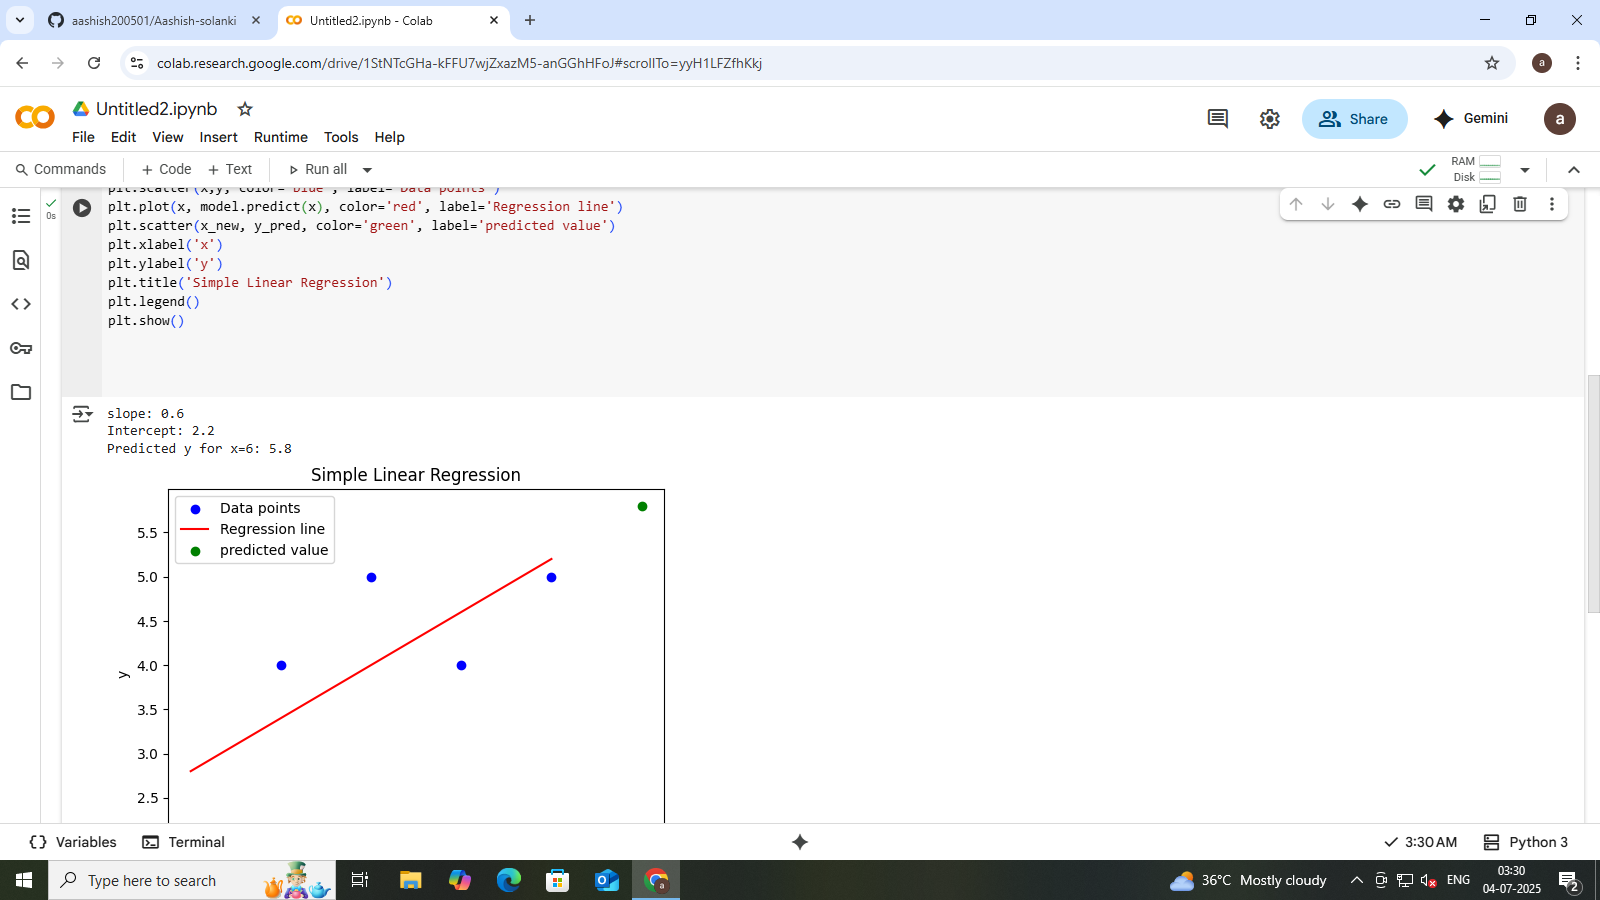 aashish200501/Aashish-solanki
Untitled2.ipynb - Colab
colab.research.google.com/drive/1StNTcGHa-kFFU7wjZxazM5-anGGhHFoJ#scrollTo=yyH1LFZfhKkj
a
Untitled2.ipynb
File Edit View Insert Runtime Tools Help
Share
Gemini
a
Commands + Code + Text Run all
RAM
Disk
0s
plt.scatter(x,y, color='blue', label='Data points')
plt.plot(x, model.predict(x), color='red', label='Regression line')
plt.scatter(x_new, y_pred, color='green', label='predicted value')
plt.xlabel('x')
plt.ylabel('y')
plt.title('Simple Linear Regression')
plt.legend()
plt.show()
slope: 0.6
Intercept: 2.2
Predicted y for x=6: 5.8
Simple Linear Regression
Data points
Regression line
predicted value
5.5
5.0
4.5
4.0
y
3.5
3.0
2.5
{} Variables Terminal
3:30 AM Python 3
Type here to search
a
36°C Mostly cloudy
ENG
03:30
04-07-2025
2